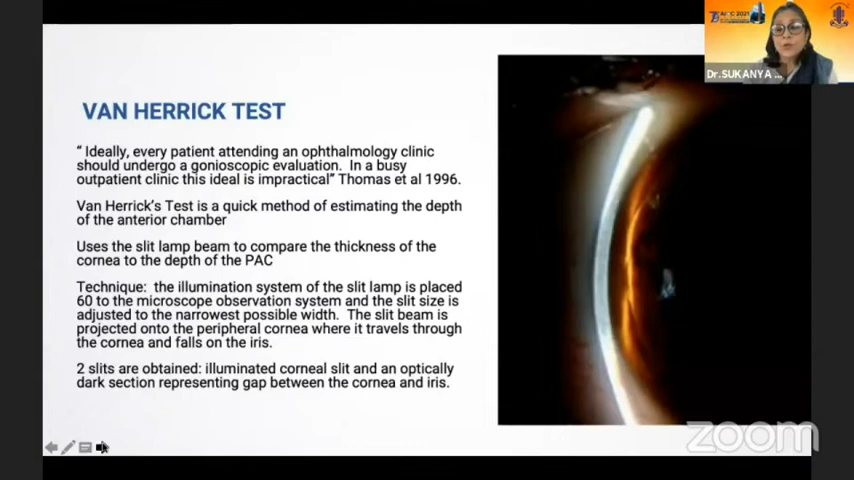 AIOC 2021
Dr.SUKANYA ...
VAN HERRICK TEST
“ Ideally, every patient attending an ophthalmology clinic
should undergo a gonioscopic evaluation. In a busy
outpatient clinic this ideal is impractical” Thomas et al 1996.
Van Herrick's Test is a quick method of estimating the depth
of the anterior chamber
Uses the slit lamp beam to compare the thickness of the
cornea to the depth of the PAC
Technique: the illumination system of the slit lamp is placed
60 to the microscope observation system and the slit size is
adjusted to the narrowest possible width. The slit beam is
projected onto the peripheral cornea where it travels through
the cornea and falls on the iris.
2 slits are obtained: illuminated corneal slit and an optically
dark section representing gap between the cornea and iris.
zoom